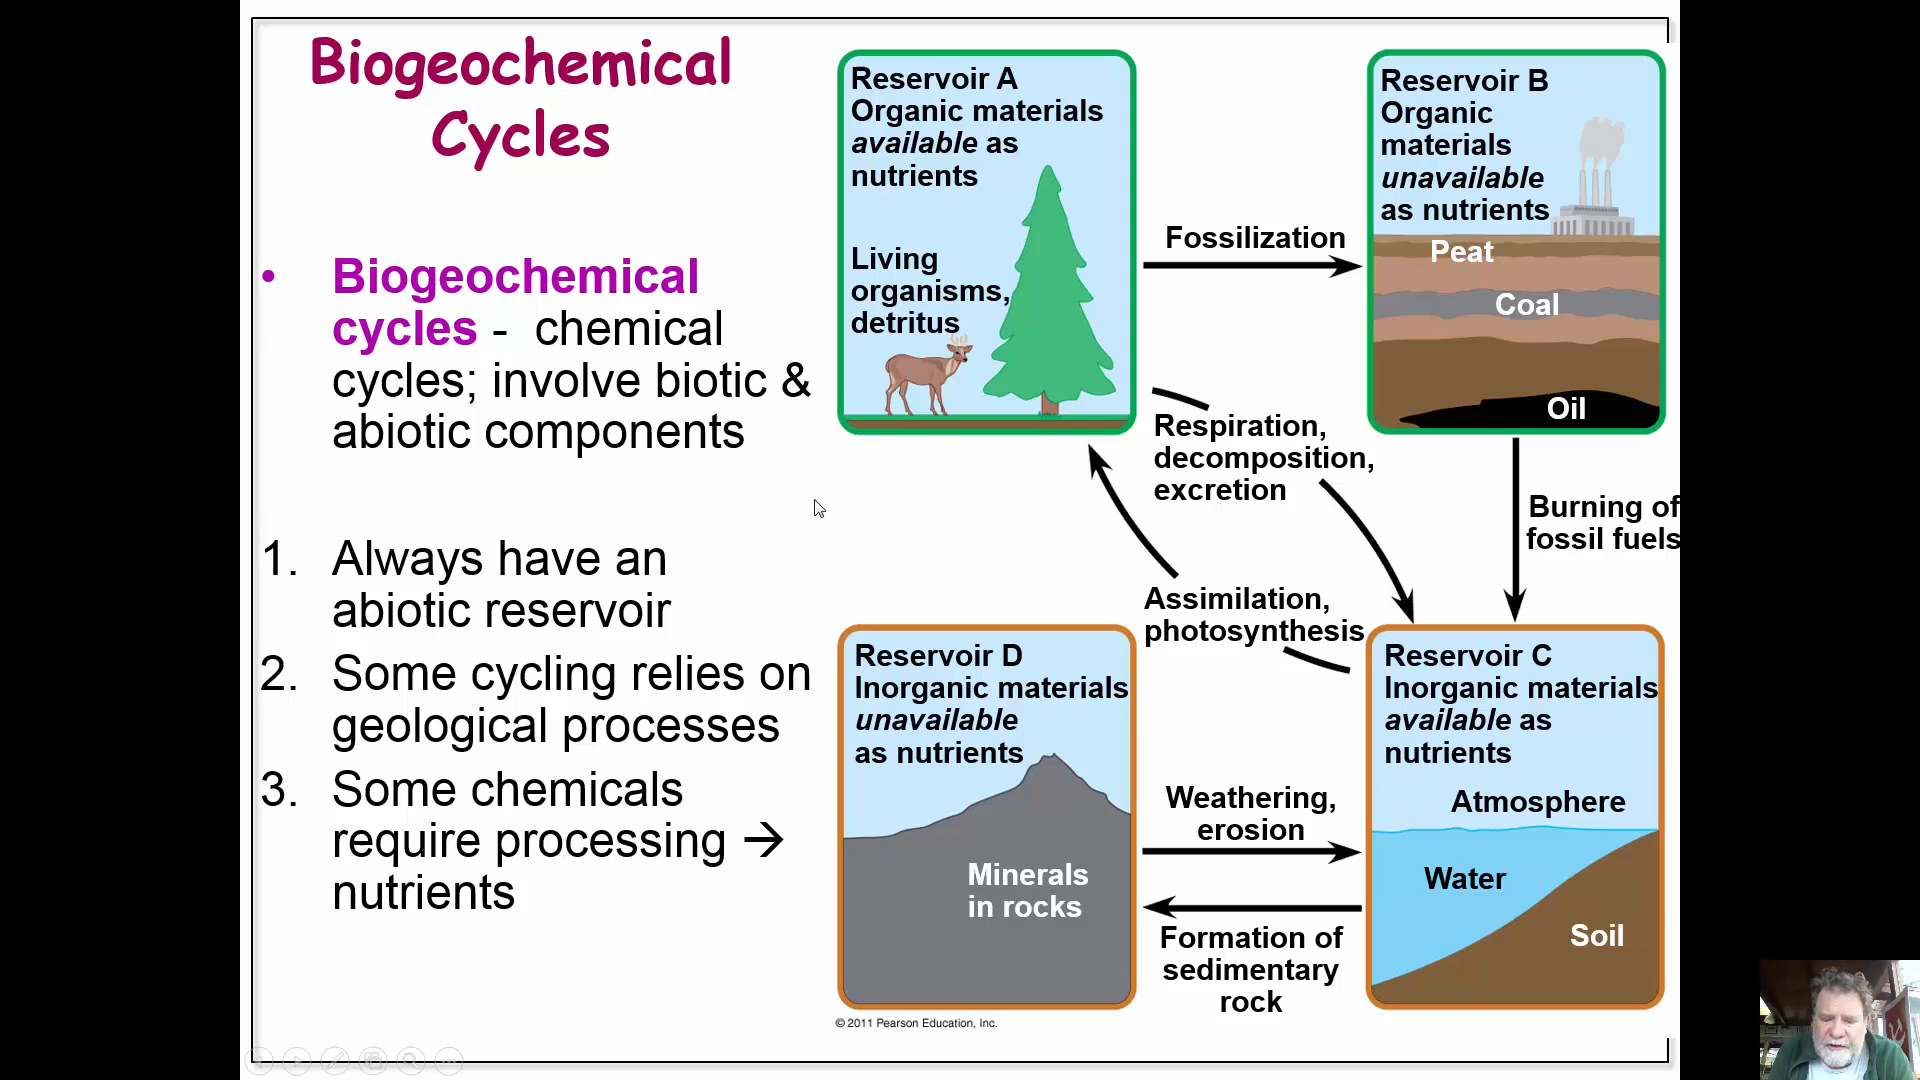 Biogeochemical
Cycles
• Biogeochemical
cycles - chemical
cycles; involve biotic &
abiotic components
1. Always have an
abiotic reservoir
2. Some cycling relies on
geological processes
3. Some chemicals
require processing →
nutrients
Reservoir A
Organic materials
available as
nutrients
Living
organisms,
detritus
Fossilization
Reservoir B
Organic
materials
unavailable
as nutrients
Peat
Coal
Oil
Respiration,
decomposition,
excretion
Burning of
fossil fuels
Assimilation,
photosynthesis
Reservoir D
Inorganic materials
unavailable
as nutrients
Minerals
in rocks
Weathering,
erosion
Formation of
sedimentary
rock
Reservoir C
Inorganic materials
available as
nutrients
Atmosphere
Water
Soil
© 2011 Pearson Education, Inc.